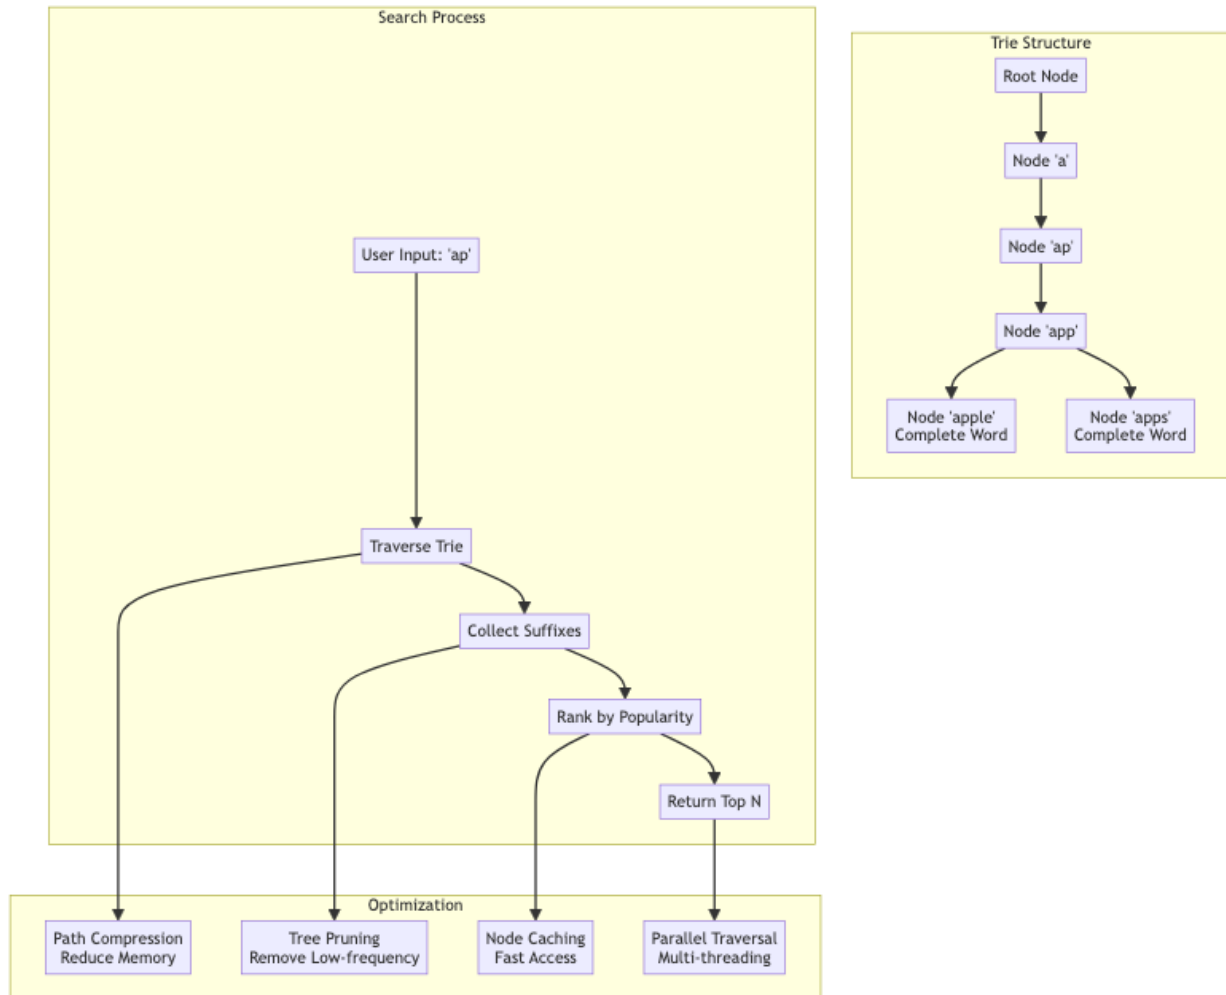 Search Process
User Input: 'ap'
Traverse Trie
Collect Suffixes
Rank by Popularity
Return Top N
Trie Structure
Root Node
Node 'a'
Node 'ap'
Node 'app'
Node 'apple'
Complete Word
Node 'apps'
Complete Word
Optimization
Path Compression
Reduce Memory
Tree Pruning
Remove Low-frequency
Node Caching
Fast Access
Parallel Traversal
Multi-threading